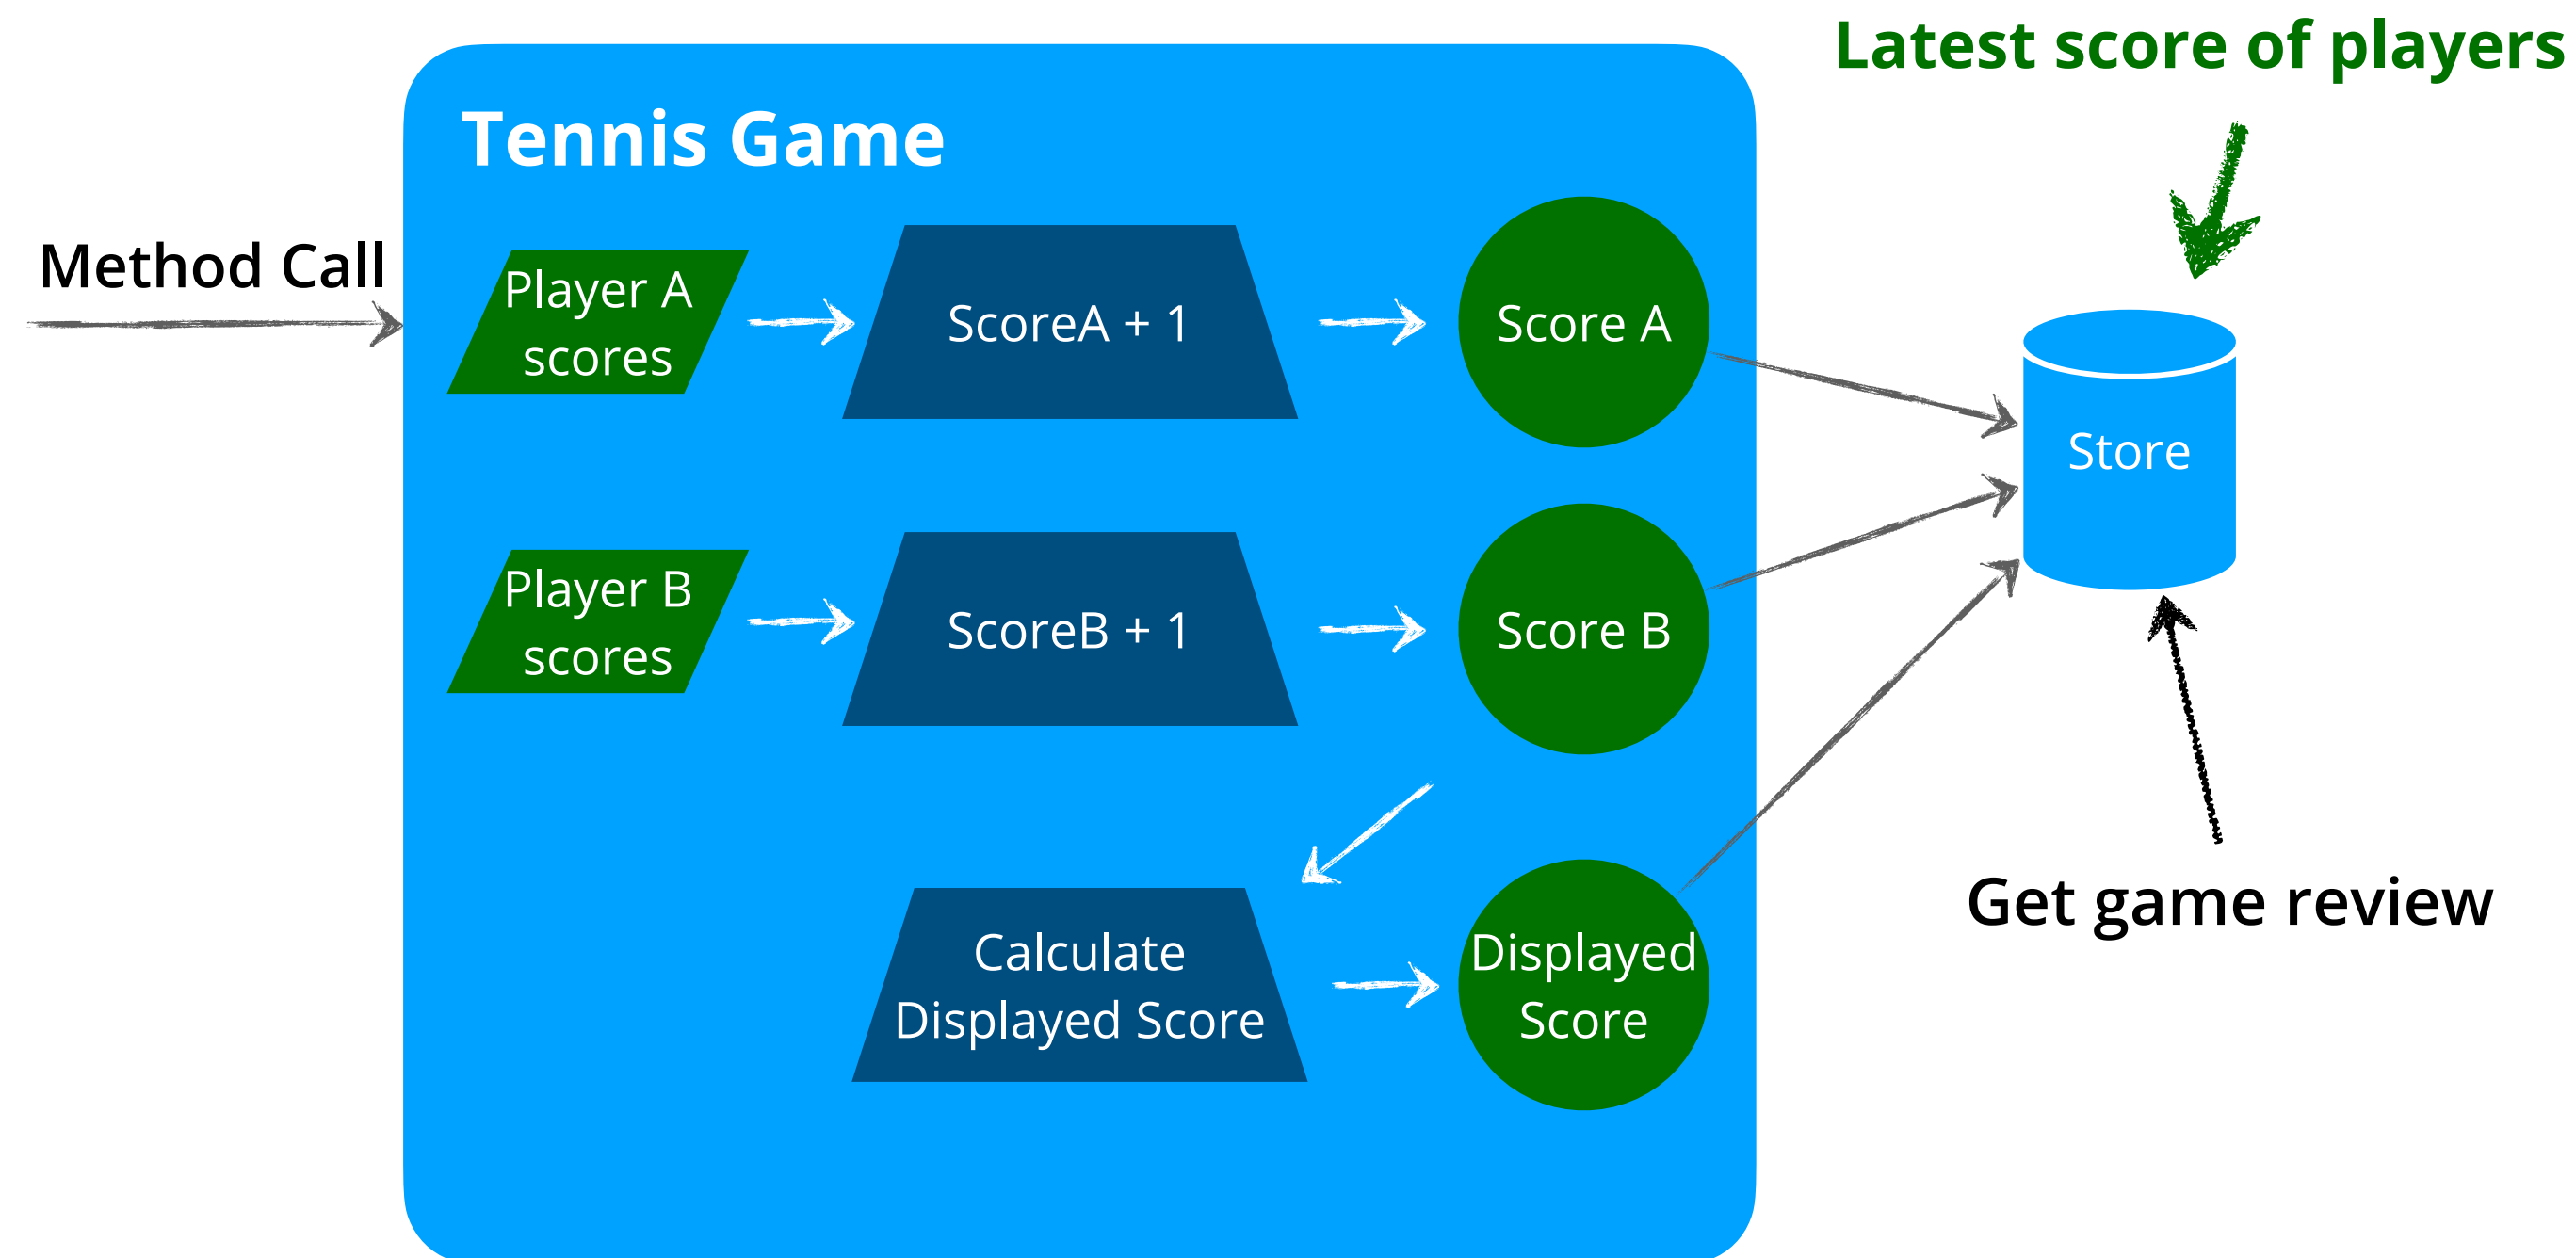 Latest score of players
Tennis Game
Method Call
Player A
scores
ScoreA + 1
Score A
Store
Player B
scores
ScoreB + 1
Score B
Get game review
Calculate
Displayed Score
Displayed
Score